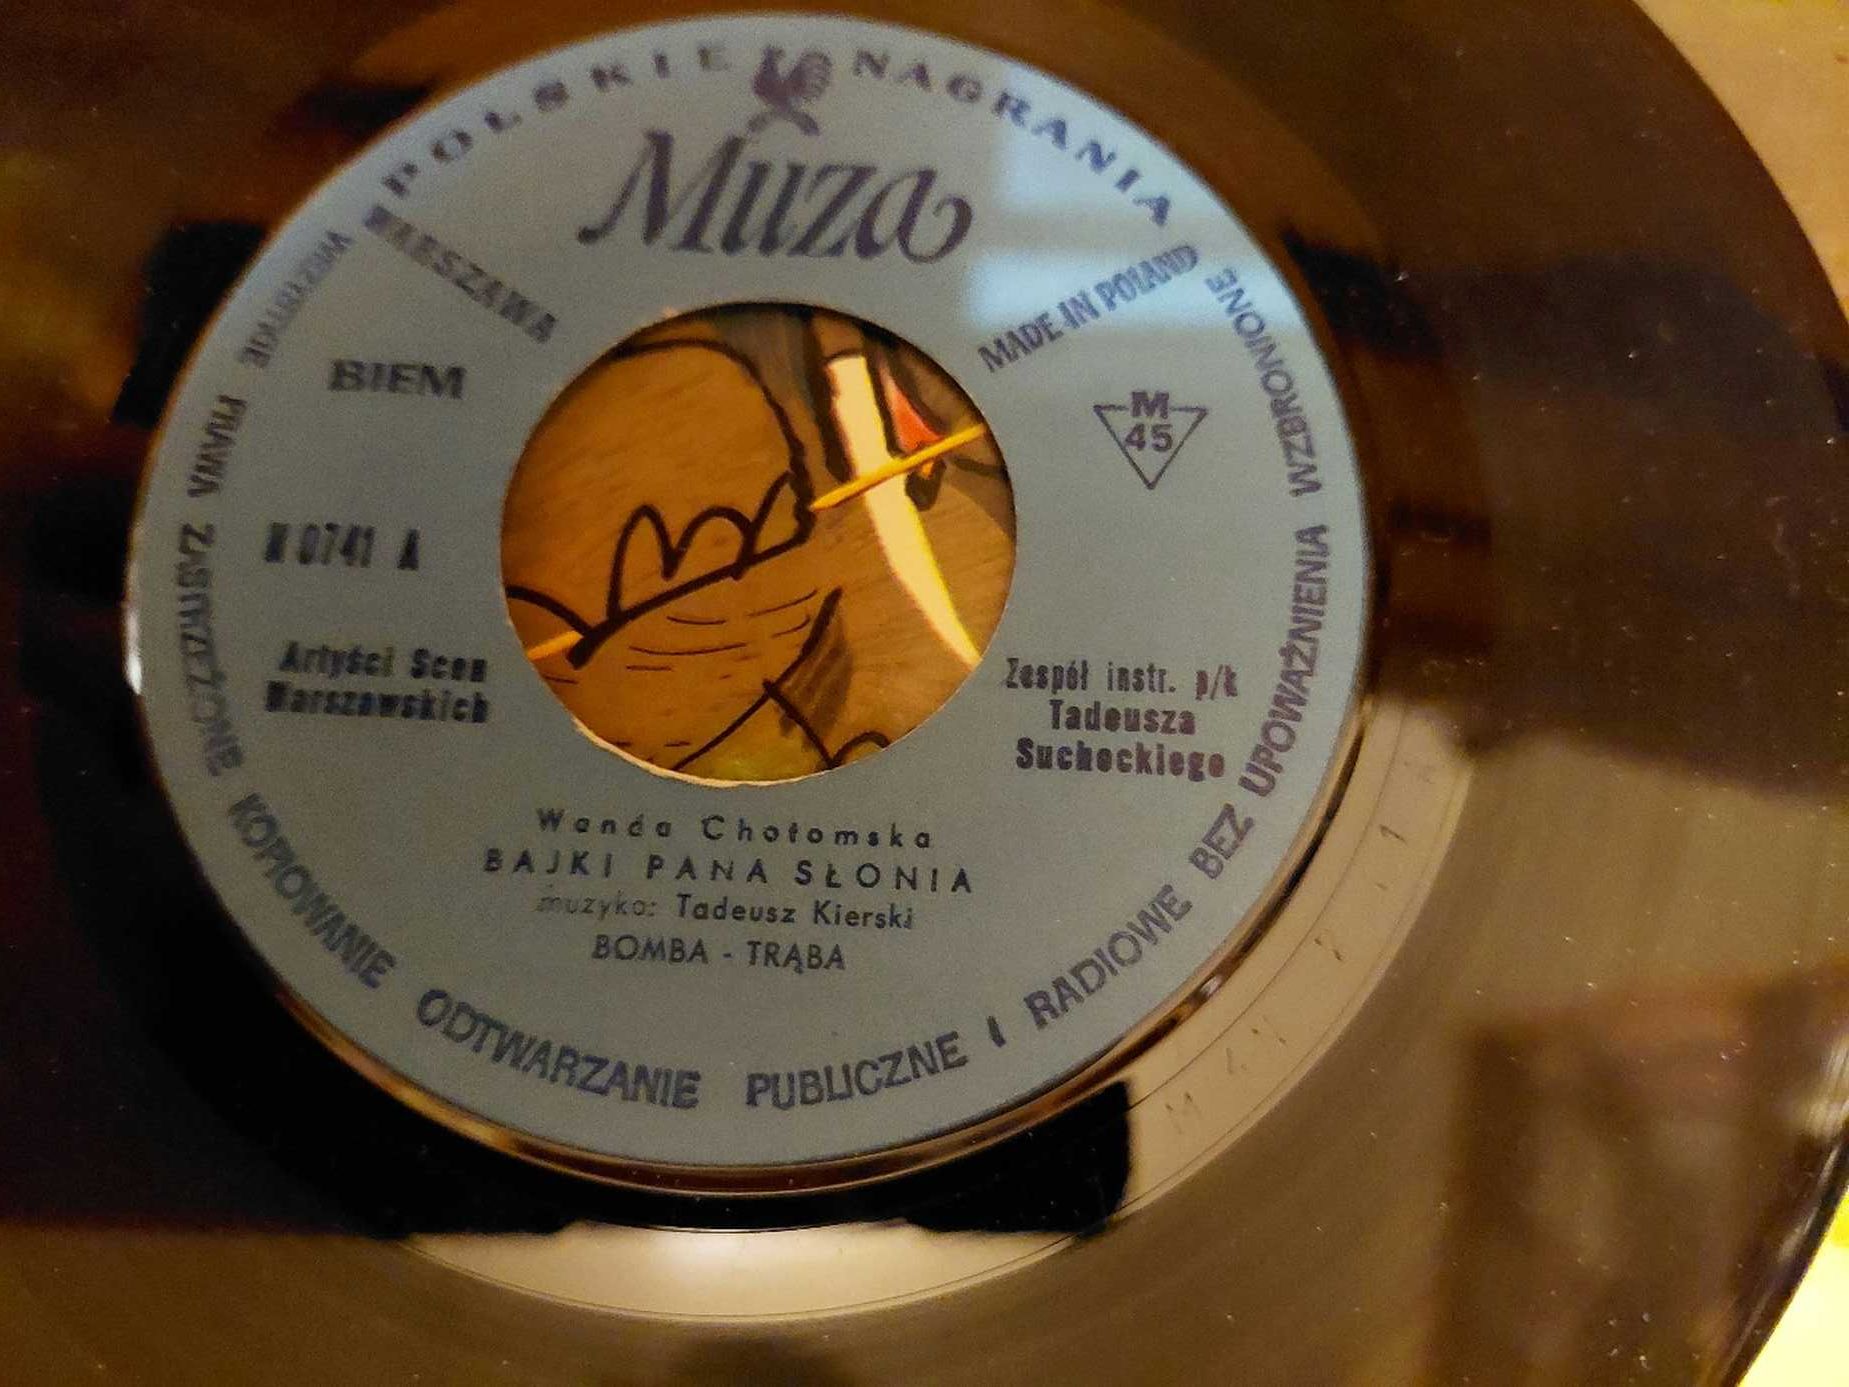 POLSKIE NAGRANIA
Muza
WARSZAWA
MADE IN POLAND
BIEM
M
45
N 0741 A
Artyści Scen
Warszawskich
Zespół instr. p/k
Tadeusza
Suchockiego
Wanda Chotomska
BAJKI PANA SŁONIA
muzyka: Tadeusz Kierski
BOMBA - TRĄBA
WSZYSTKIE PRAWA ZASTRZEŻONE KOPIOWANIE ODTWARZANIE PUBLICZNE I RADIOWE BEZ UPOWAŻNIENIA WZBRONIONE